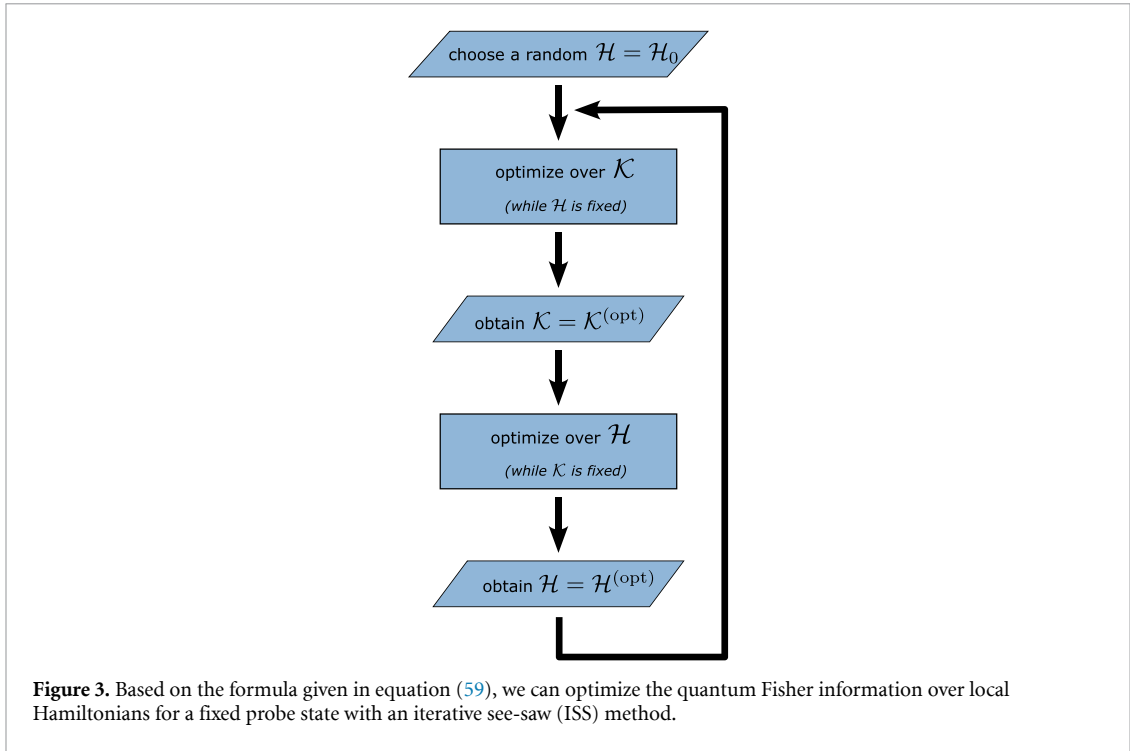 choose a random 𝓗 = 𝓗₀
optimize over 𝓚
(while 𝓗 is fixed)
obtain 𝓚 = 𝓚^(opt)
optimize over 𝓗
(while 𝓚 is fixed)
obtain 𝓗 = 𝓗^(opt)
Figure 3. Based on the formula given in equation (59), we can optimize the quantum Fisher information over local
Hamiltonians for a fixed probe state with an iterative see-saw (ISS) method.